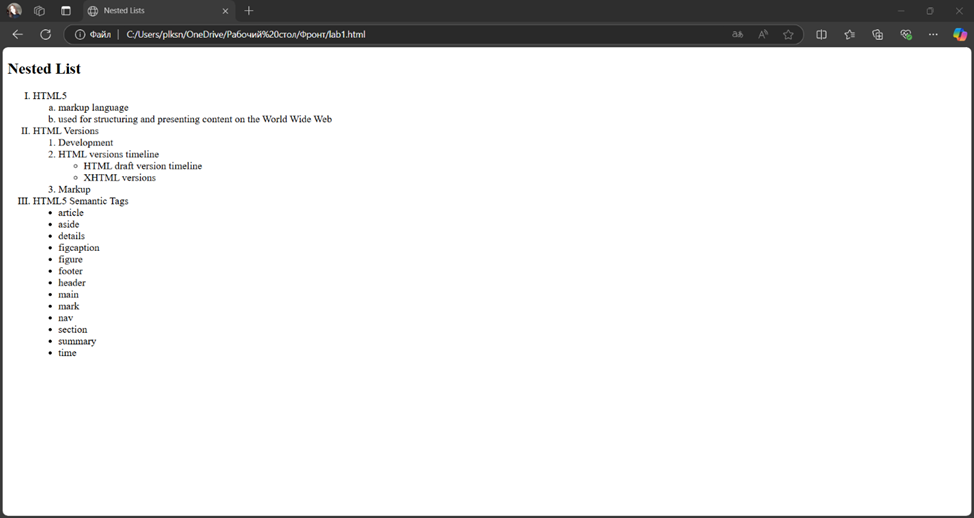 Nested Lists
Файл
C:/Users/plksn/OneDrive/Рабочий%20стол/Фронт/lab1.html
Nested List
I. HTML5
a. markup language
b. used for structuring and presenting content on the World Wide Web
II. HTML Versions
1. Development
2. HTML versions timeline
HTML draft version timeline
XHTML versions
3. Markup
III. HTML5 Semantic Tags
article
aside
details
figcaption
figure
footer
header
main
mark
nav
section
summary
time